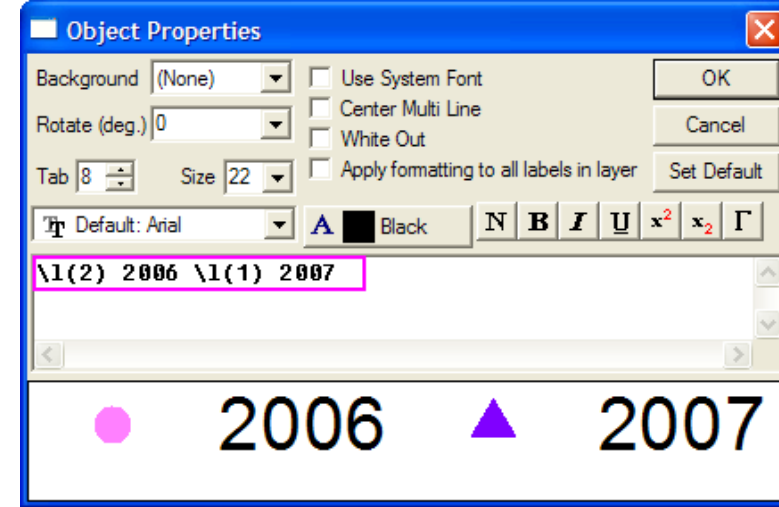 Object Properties
Background (None) Use System Font OK
Center Multi Line
Rotate (deg.) 0 White Out Cancel
Tab 8 Size 22 Apply formatting to all labels in layer Set Default
Default: Arial A Black N B I U x² x₂ Γ
\l(2) 2006 \l(1) 2007
2006 2007